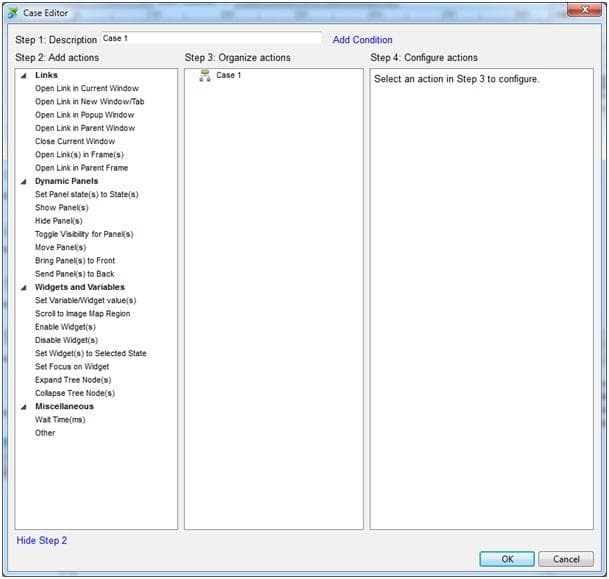 Case Editor
Step 1: Description Case 1 Add Condition
Step 2: Add actions
Links
Open Link in Current Window
Open Link in New Window/Tab
Open Link in Popup Window
Open Link in Parent Window
Close Current Window
Open Link(s) in Frame(s)
Open Link in Parent Frame
Dynamic Panels
Set Panel state(s) to State(s)
Show Panel(s)
Hide Panel(s)
Toggle Visibility for Panel(s)
Move Panel(s)
Bring Panel(s) to Front
Send Panel(s) to Back
Widgets and Variables
Set Variable/Widget value(s)
Scroll to Image Map Region
Enable Widget(s)
Disable Widget(s)
Set Widget(s) to Selected State
Set Focus on Widget
Expand Tree Node(s)
Collapse Tree Node(s)
Miscellaneous
Wait Time(ms)
Other
Step 3: Organize actions
Case 1
Step 4: Configure actions
Select an action in Step 3 to configure.
Hide Step 2
OK
Cancel